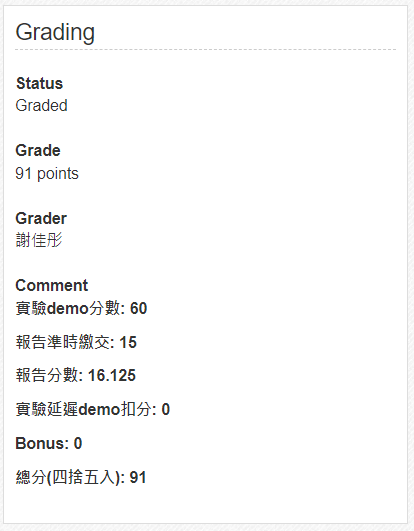 Grading
Status
Graded
Grade
91 points
Grader
謝佳彤
Comment
實驗demo分數: 60
報告準時繳交: 15
報告分數: 16.125
實驗延遲demo扣分: 0
Bonus: 0
總分(四捨五入): 91